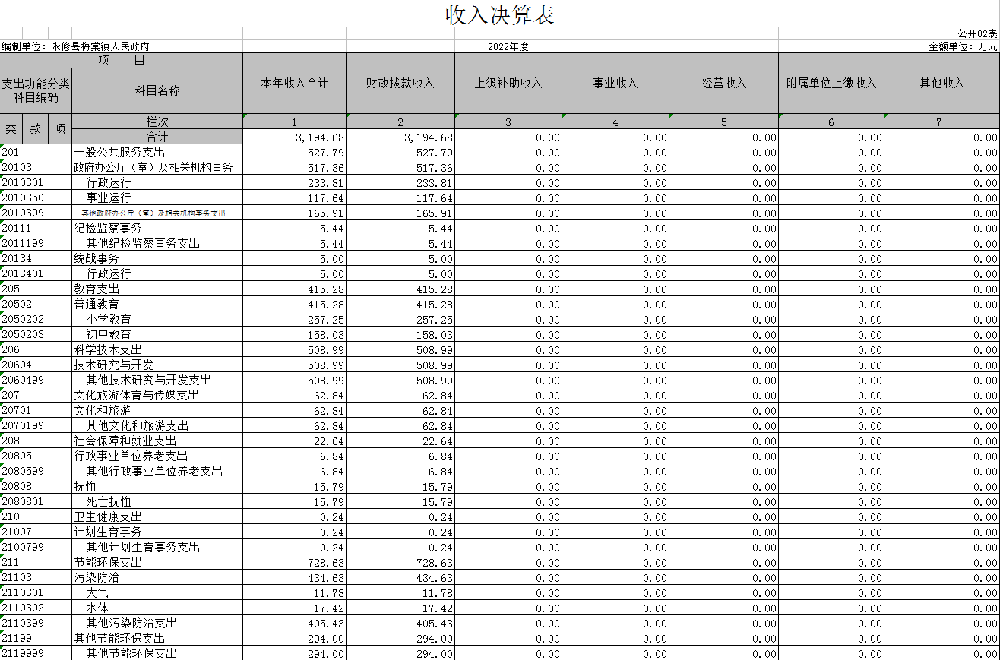 收入决算表
公开02表
编制单位：永修县梅棠镇人民政府 2022年度 金额单位：万元
项 目 本年收入合计 财政拨款收入 上级补助收入 事业收入 经营收入 附属单位上缴收入 其他收入
支出功能分类科目编码 科目名称
类 款 项 栏次 1 2 3 4 5 6 7
合计 3,194.68 3,194.68 0.00 0.00 0.00 0.00 0.00
201 一般公共服务支出 527.79 527.79 0.00 0.00 0.00 0.00 0.00
20103 政府办公厅（室）及相关机构事务 517.36 517.36 0.00 0.00 0.00 0.00 0.00
2010301 行政运行 233.81 233.81 0.00 0.00 0.00 0.00 0.00
2010350 事业运行 117.64 117.64 0.00 0.00 0.00 0.00 0.00
2010399 其他政府办公厅（室）及相关机构事务支出 165.91 165.91 0.00 0.00 0.00 0.00 0.00
20111 纪检监察事务 5.44 5.44 0.00 0.00 0.00 0.00 0.00
2011199 其他纪检监察事务支出 5.44 5.44 0.00 0.00 0.00 0.00 0.00
20134 统战事务 5.00 5.00 0.00 0.00 0.00 0.00 0.00
2013401 行政运行 5.00 5.00 0.00 0.00 0.00 0.00 0.00
205 教育支出 415.28 415.28 0.00 0.00 0.00 0.00 0.00
20502 普通教育 415.28 415.28 0.00 0.00 0.00 0.00 0.00
2050202 小学教育 257.25 257.25 0.00 0.00 0.00 0.00 0.00
2050203 初中教育 158.03 158.03 0.00 0.00 0.00 0.00 0.00
206 科学技术支出 508.99 508.99 0.00 0.00 0.00 0.00 0.00
20604 技术研究与开发 508.99 508.99 0.00 0.00 0.00 0.00 0.00
2060499 其他技术研究与开发支出 508.99 508.99 0.00 0.00 0.00 0.00 0.00
207 文化旅游体育与传媒支出 62.84 62.84 0.00 0.00 0.00 0.00 0.00
20701 文化和旅游 62.84 62.84 0.00 0.00 0.00 0.00 0.00
2070199 其他文化和旅游支出 62.84 62.84 0.00 0.00 0.00 0.00 0.00
208 社会保障和就业支出 22.64 22.64 0.00 0.00 0.00 0.00 0.00
20805 行政事业单位养老支出 6.84 6.84 0.00 0.00 0.00 0.00 0.00
2080599 其他行政事业单位养老支出 6.84 6.84 0.00 0.00 0.00 0.00 0.00
20808 抚恤 15.79 15.79 0.00 0.00 0.00 0.00 0.00
2080801 死亡抚恤 15.79 15.79 0.00 0.00 0.00 0.00 0.00
210 卫生健康支出 0.24 0.24 0.00 0.00 0.00 0.00 0.00
21007 计划生育事务 0.24 0.24 0.00 0.00 0.00 0.00 0.00
2100799 其他计划生育事务支出 0.24 0.24 0.00 0.00 0.00 0.00 0.00
211 节能环保支出 728.63 728.63 0.00 0.00 0.00 0.00 0.00
21103 污染防治 434.63 434.63 0.00 0.00 0.00 0.00 0.00
2110301 大气 11.78 11.78 0.00 0.00 0.00 0.00 0.00
2110302 水体 17.42 17.42 0.00 0.00 0.00 0.00 0.00
2110399 其他污染防治支出 405.43 405.43 0.00 0.00 0.00 0.00 0.00
21199 其他节能环保支出 294.00 294.00 0.00 0.00 0.00 0.00 0.00
2119999 其他节能环保支出 294.00 294.00 0.00 0.00 0.00 0.00 0.00